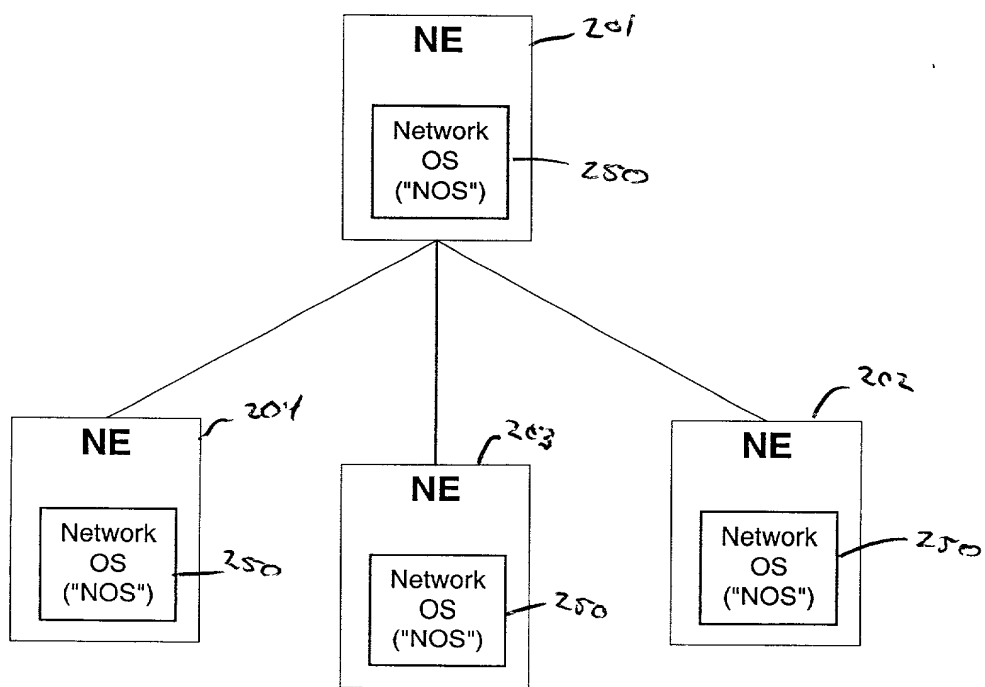 NE
201
Network
OS
("NOS")
250
NE
204
Network
OS
("NOS")
250
NE
203
Network
OS
("NOS")
250
NE
202
Network
OS
("NOS")
250